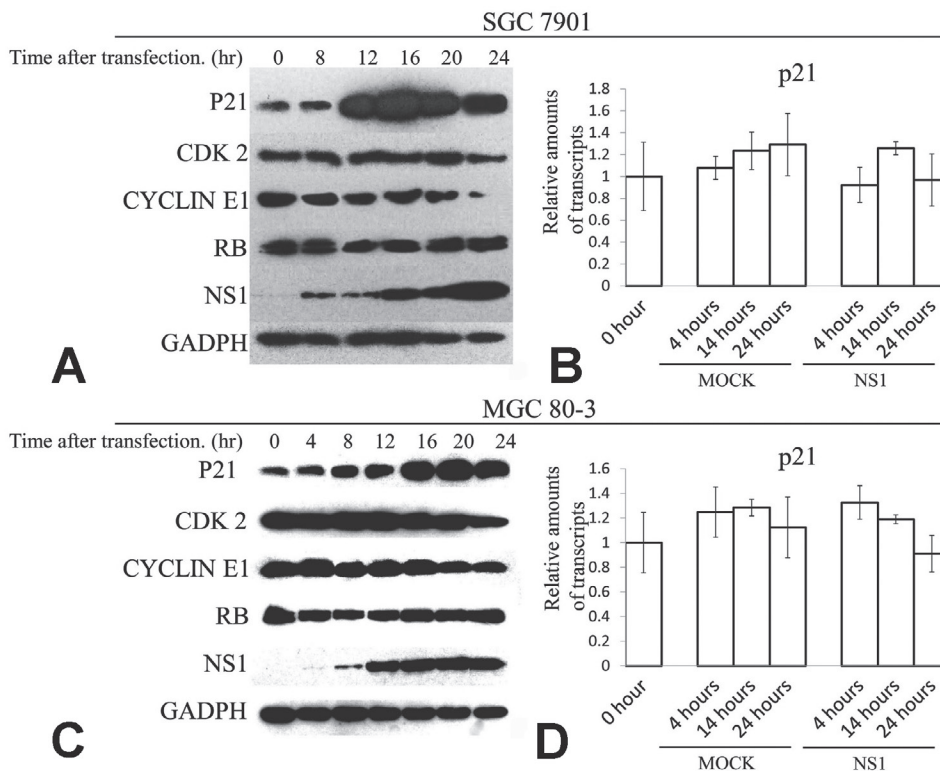 SGC 7901
Time after transfection. (hr) 0 8 12 16 20 24
P21
CDK 2
CYCLIN E1
RB
NS1
GADPH
A
p21
Relative amounts
of transcripts
1.8
1.6
1.4
1.2
1
0.8
0.6
0.4
0.2
0
0 hour
4 hours
14 hours
24 hours
4 hours
14 hours
24 hours
MOCK
NS1
B
MGC 80-3
Time after transfection. (hr) 0 4 8 12 16 20 24
P21
CDK 2
CYCLIN E1
RB
NS1
GADPH
C
p21
Relative amounts
of transcripts
1.6
1.4
1.2
1
0.8
0.6
0.4
0.2
0
0 hour
4 hours
14 hours
24 hours
4 hours
14 hours
24 hours
MOCK
NS1
D